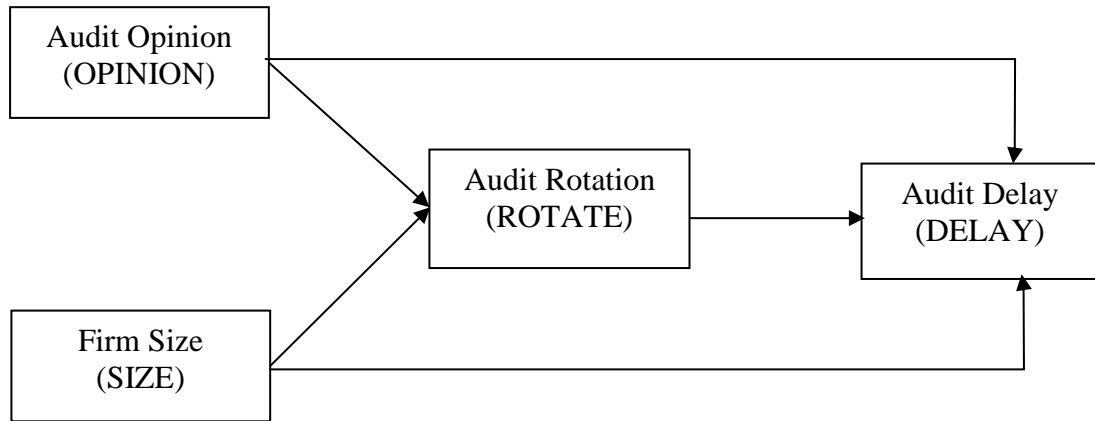 Audit Opinion
(OPINION)
Audit Rotation
(ROTATE)
Audit Delay
(DELAY)
Firm Size
(SIZE)